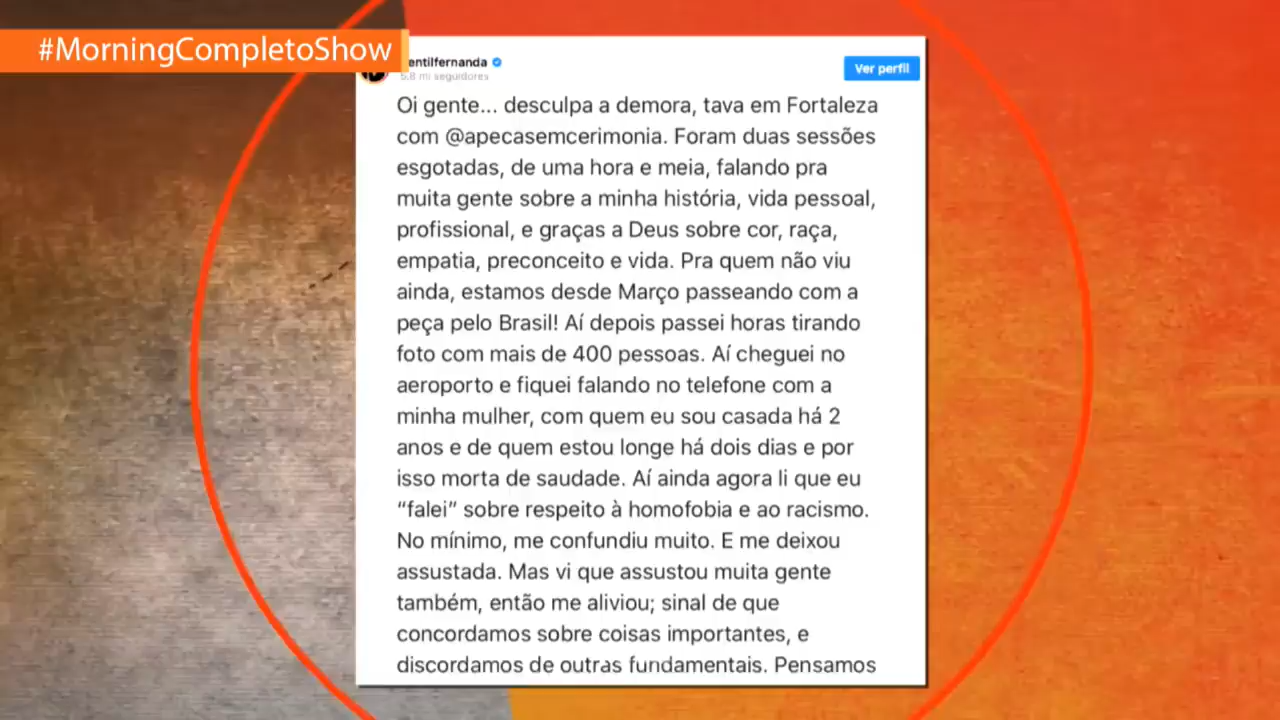 #MorningCompletoShow
entilfernanda
5.8 mi seguidores
Ver perfil
Oi gente... desculpa a demora, tava em Fortaleza
com @apecasemcerimonia. Foram duas sessões
esgotadas, de uma hora e meia, falando pra
muita gente sobre a minha história, vida pessoal,
profissional, e graças a Deus sobre cor, raça,
empatia, preconceito e vida. Pra quem não viu
ainda, estamos desde Março passeando com a
peça pelo Brasil! Aí depois passei horas tirando
foto com mais de 400 pessoas. Aí cheguei no
aeroporto e fiquei falando no telefone com a
minha mulher, com quem eu sou casada há 2
anos e de quem estou longe há dois dias e por
isso morta de saudade. Aí ainda agora li que eu
“falei” sobre respeito à homofobia e ao racismo.
No mínimo, me confundiu muito. E me deixou
assustada. Mas vi que assustou muita gente
também, então me aliviou; sinal de que
concordamos sobre coisas importantes, e
discordamos de outras fundamentais. Pensamos